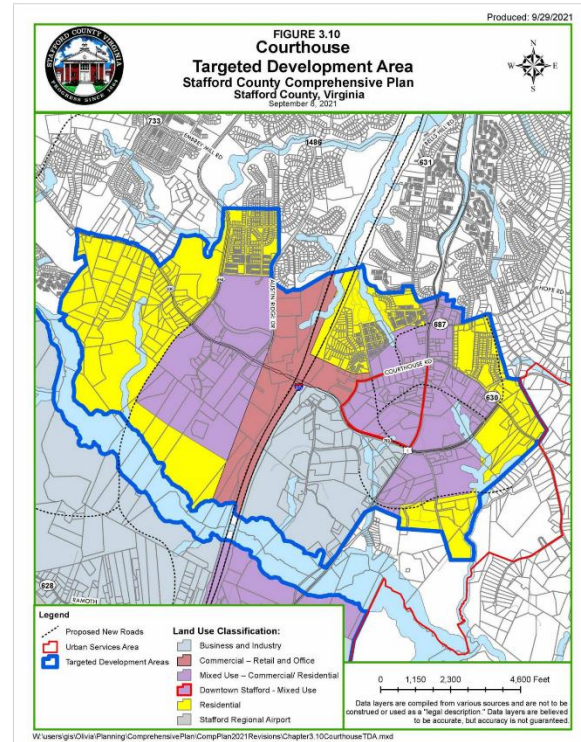 Produced: 9/29/2021
STAFFORD COUNTY VIRGINIA
PROGRESS SINCE 1664
FIGURE 3.10
Courthouse
Targeted Development Area
Stafford County Comprehensive Plan
Stafford County, Virginia
September 8, 2021
N
W
E
S
733
EMBREY MILL RD
1486
631
BELLS HILL RD
HOPE RD
AUSTIN RIDGE DR
687
COURTHOUSE RD
630
628
RAMOTH
Legend
Proposed New Roads
Urban Services Area
Targeted Development Areas
Land Use Classification:
Business and Industry
Commercial – Retail and Office
Mixed Use – Commercial/ Residential
Downtown Stafford - Mixed Use
Residential
Stafford Regional Airport
0 1,150 2,300 4,600 Feet
Data layers are compiled from various sources and are not to be
construed or used as a "legal description." Data layers are believed
to be accurate, but accuracy is not guaranteed.
W:\users\gis\Olivia\Planning\ComprehensivePlan\CompPlan2021Revisions\Chapter3.10CourthouseTDA.mxd